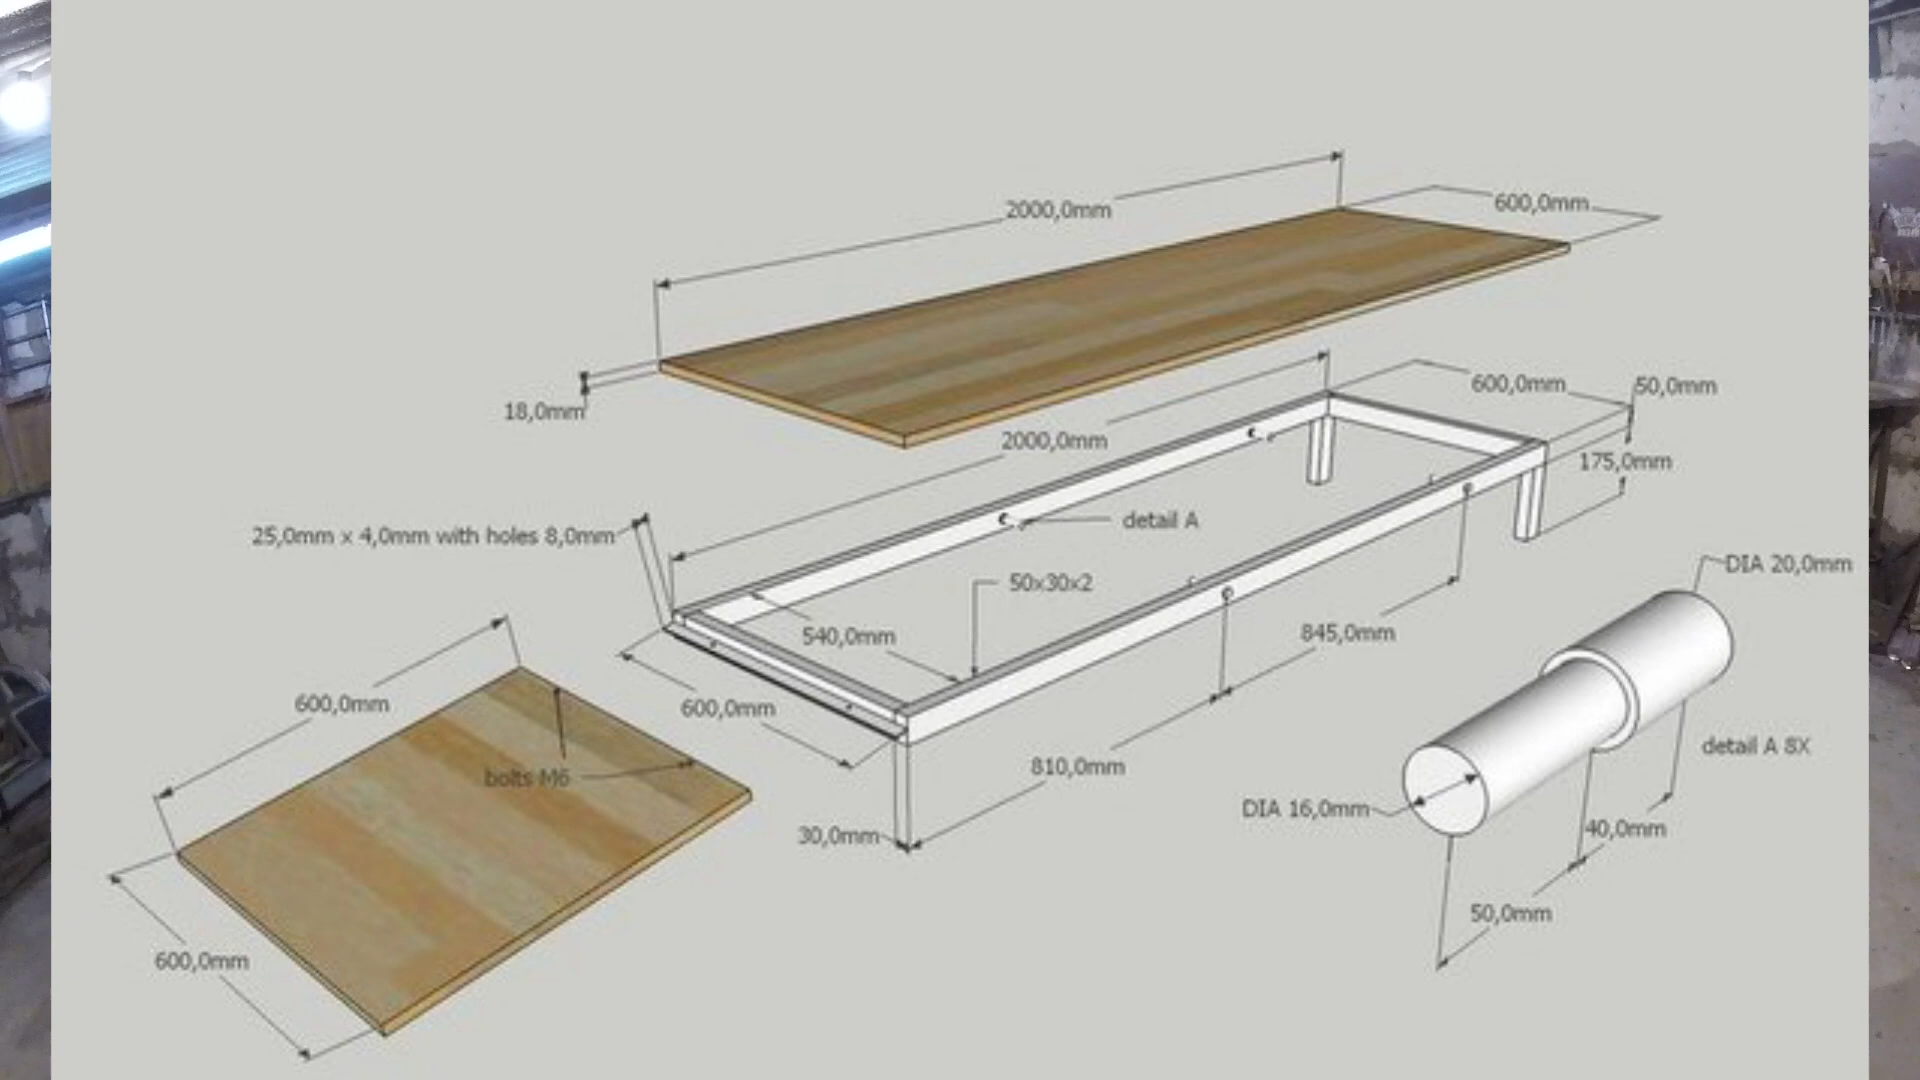 2000,0mm
600,0mm
18,0mm
2000,0mm
600,0mm
50,0mm
175,0mm
25,0mm x 4,0mm with holes 8,0mm
detail A
50x30x2
540,0mm
845,0mm
DIA 20,0mm
600,0mm
600,0mm
810,0mm
detail A 8X
bolts M6
30,0mm
DIA 16,0mm
40,0mm
50,0mm
600,0mm